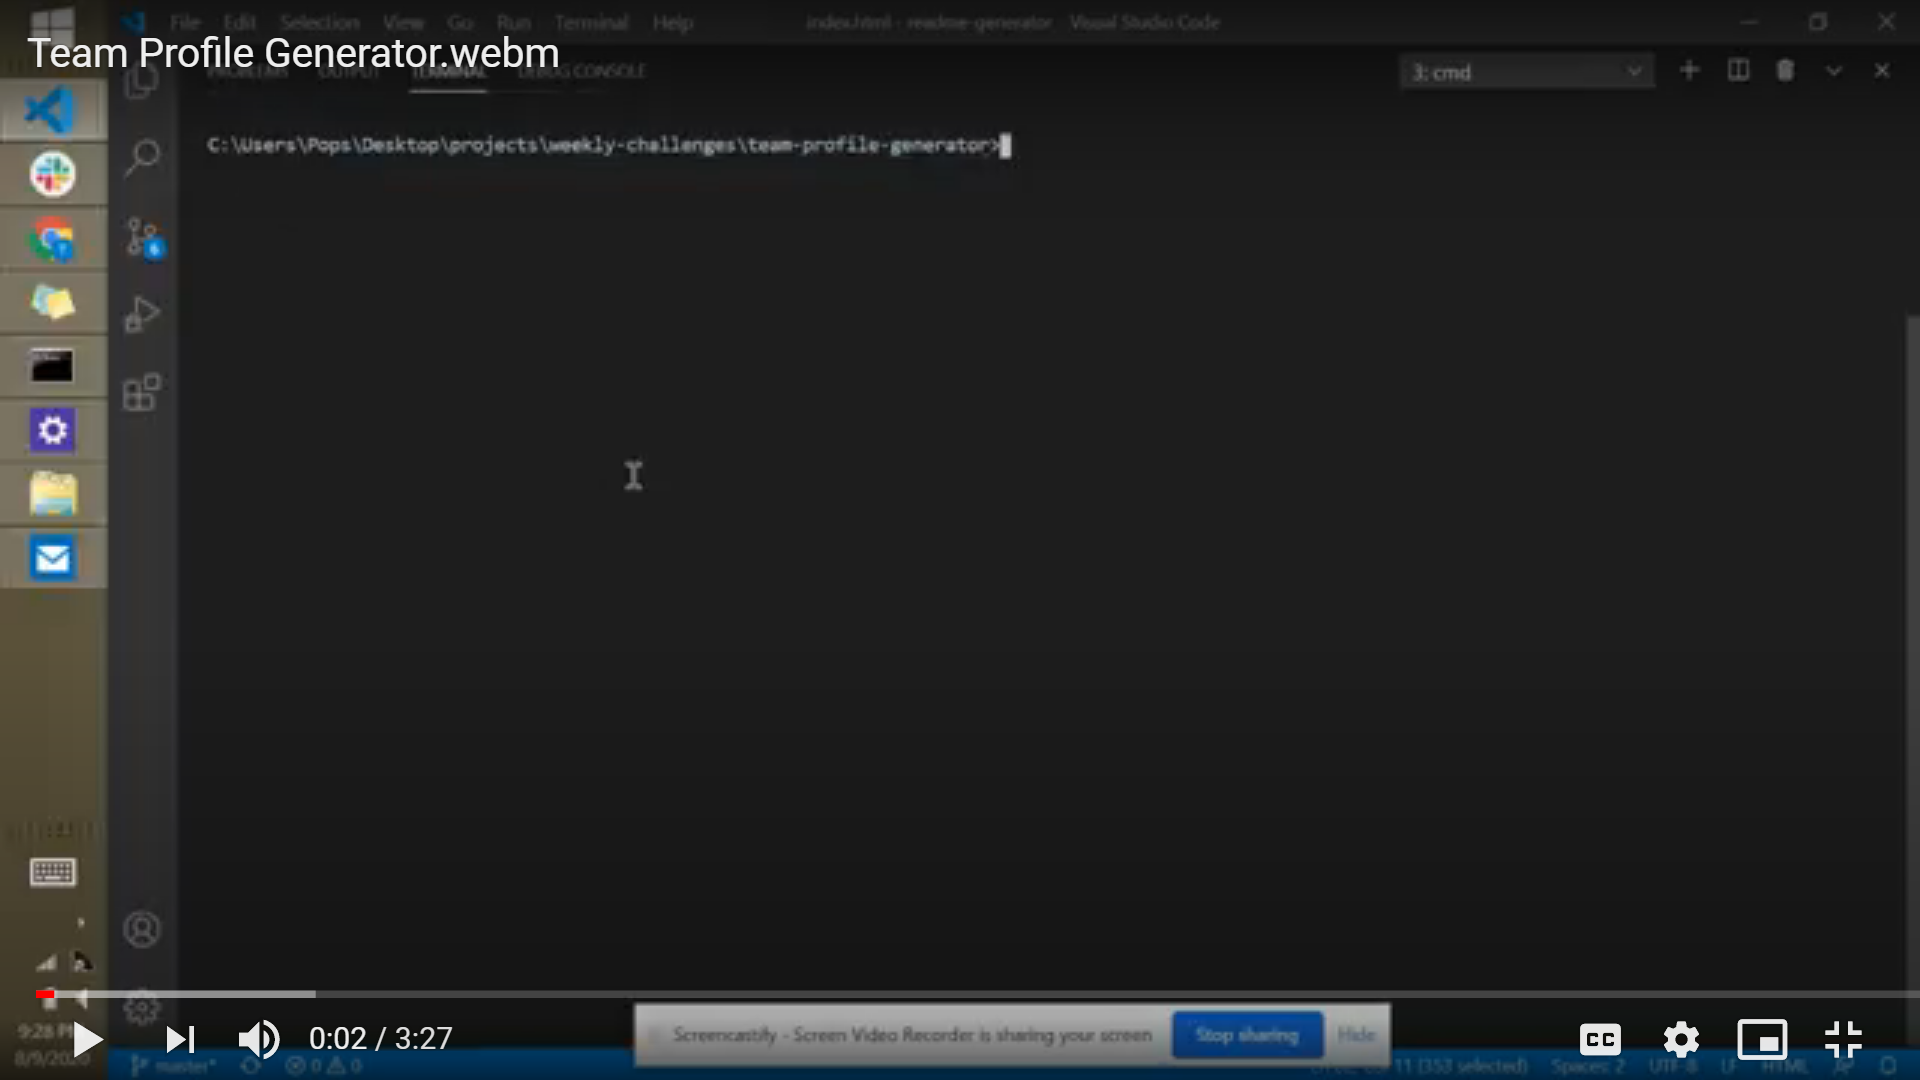 File Edit Selection View Go Run Terminal Help index.html - readme-generator - Visual Studio Code
Team Profile Generator.webm
PROBLEMS OUTPUT TERMINAL DEBUG CONSOLE
3: cmd
C:\Users\Pops\Desktop\projects\weekly-challenges\team-profile-generator>
6
9:28 PM
0:02 / 3:27
Screencastify - Screen Video Recorder is sharing your screen
Stop sharing
Hide
CC
master*
0 0
11 (353 selected)
Spaces: 2
UTF-8
LF
HTML